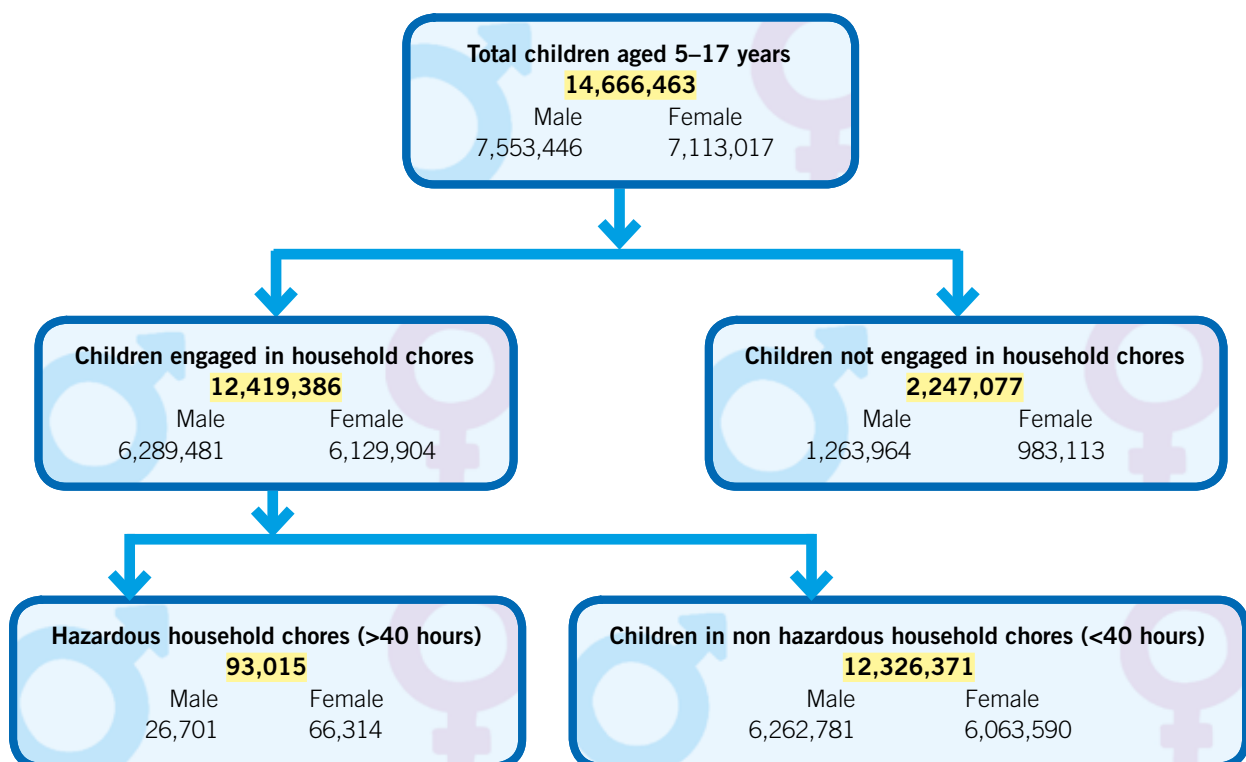 Total children aged 5–17 years
14,666,463
Male Female
7,553,446 7,113,017
Children engaged in household chores
12,419,386
Male Female
6,289,481 6,129,904
Children not engaged in household chores
2,247,077
Male Female
1,263,964 983,113
Hazardous household chores (>40 hours)
93,015
Male Female
26,701 66,314
Children in non hazardous household chores (<40 hours)
12,326,371
Male Female
6,262,781 6,063,590